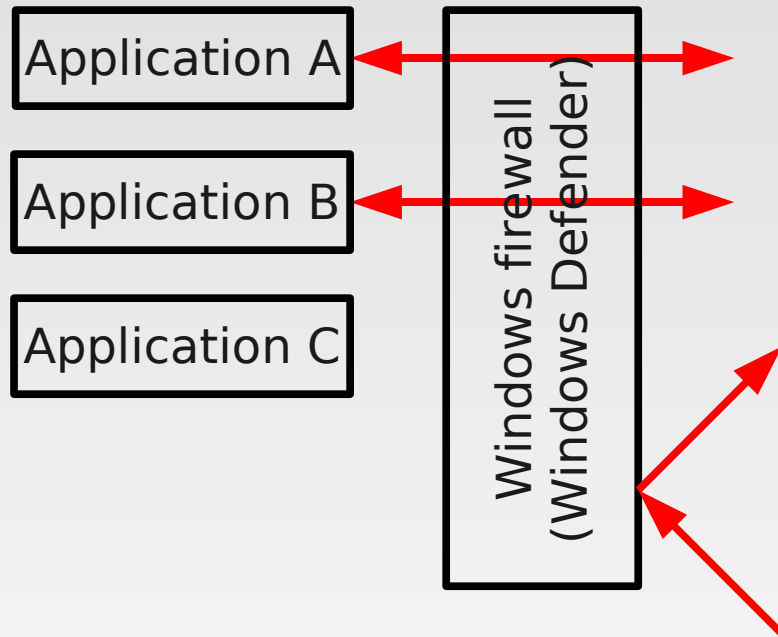 Application A
Application B
Application C
Windows firewall
(Windows Defender)